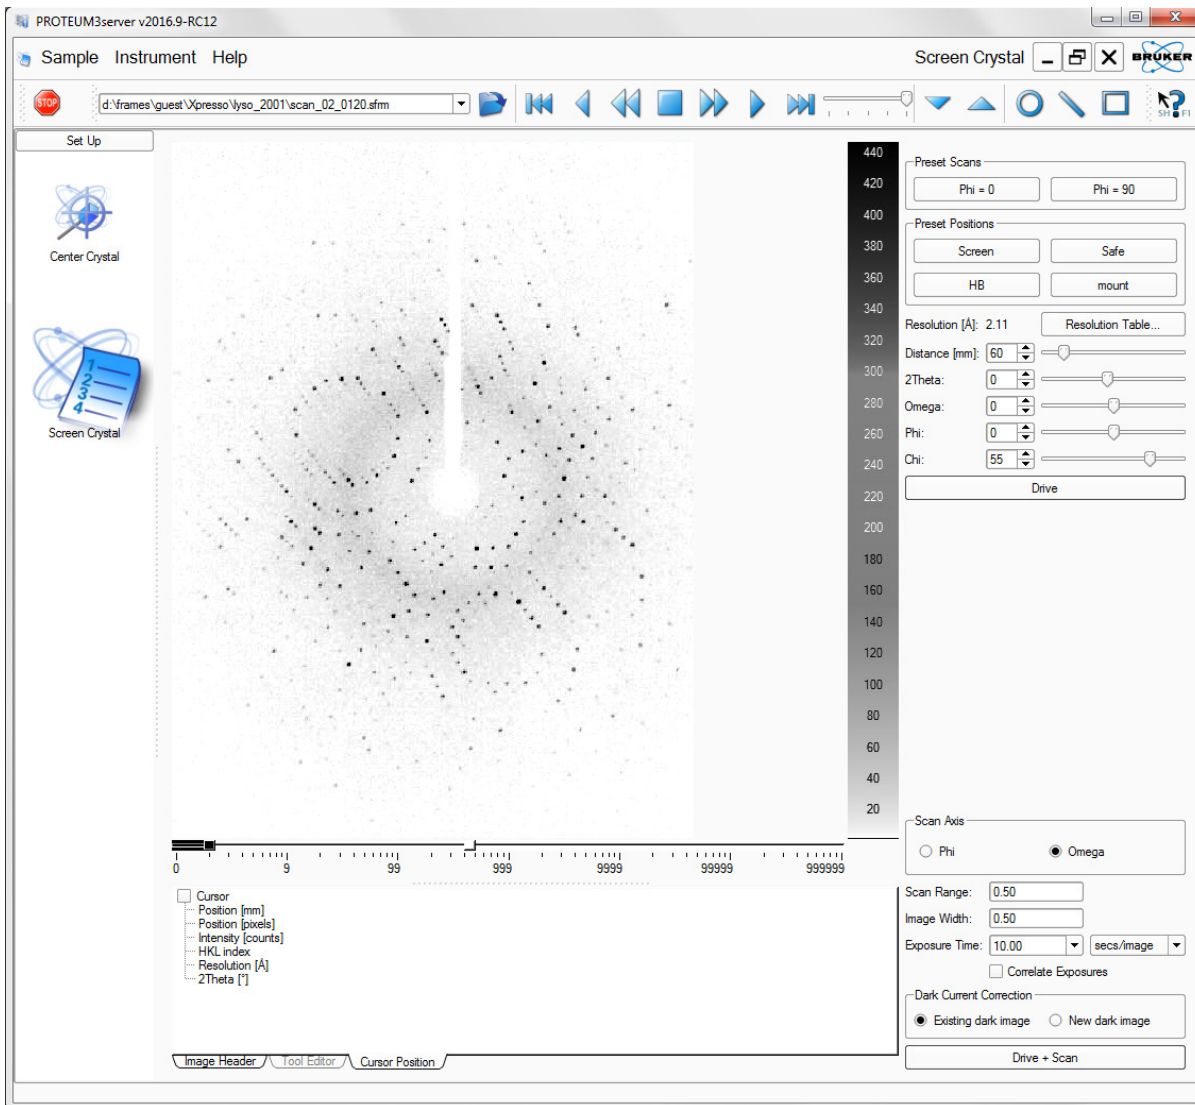 PROTEUM3server v2016.9-RC12
Sample Instrument Help Screen Crystal BRUKER
STOP d:\frames\guest\Xpresso\lyso_2001\scan_02_0120.sfm SH FI
Set Up
Center Crystal
1
2
3
4
Screen Crystal
440
420
400
380
360
340
320
300
280
260
240
220
200
180
160
140
120
100
80
60
40
20
0 9 99 999 9999 99999 999999
Cursor
Position [mm]
Position [pixels]
Intensity [counts]
HKL index
Resolution [Å]
2Theta [°]
Image Header Tool Editor Cursor Position
Preset Scans
Phi = 0 Phi = 90
Preset Positions
Screen Safe
HB mount
Resolution [Å]: 2.11 Resolution Table...
Distance [mm]: 60
2Theta: 0
Omega: 0
Phi: 0
Chi: 55
Drive
Scan Axis
Phi Omega
Scan Range: 0.50
Image Width: 0.50
Exposure Time: 10.00 secs/image
Correlate Exposures
Dark Current Correction
Existing dark image New dark image
Drive + Scan